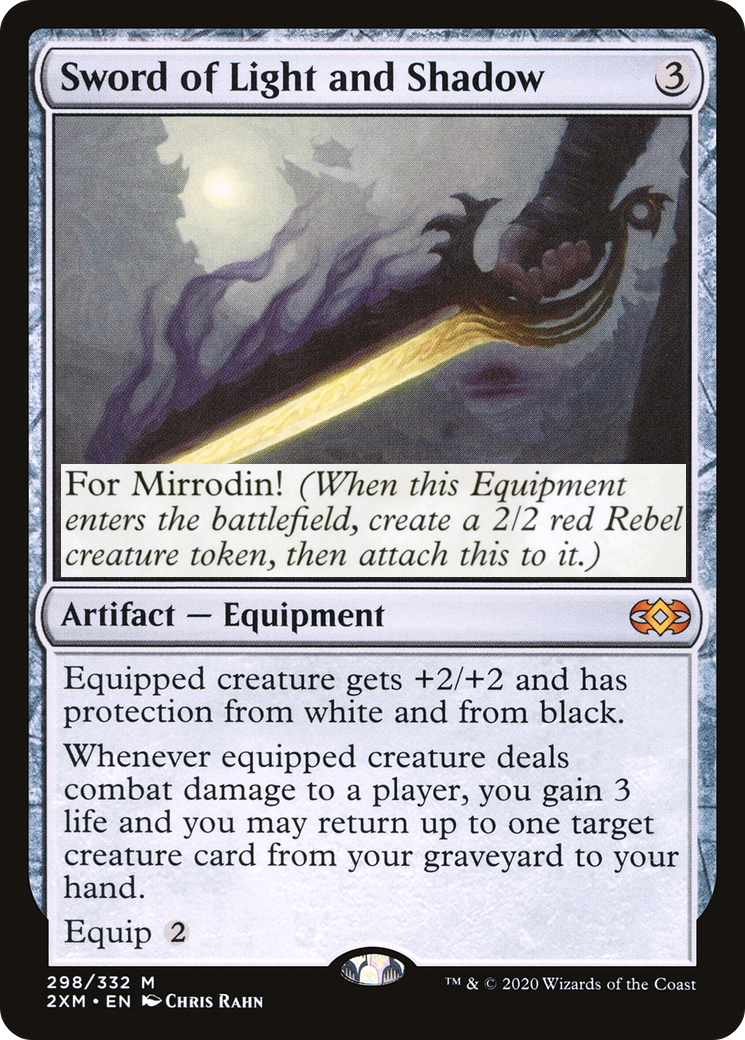 Sword of Light and Shadow 3
For Mirrodin! (When this Equipment
enters the battlefield, create a 2/2 red Rebel
creature token, then attach this to it.)
Artifact — Equipment
Equipped creature gets +2/+2 and has
protection from white and from black.
Whenever equipped creature deals
combat damage to a player, you gain 3
life and you may return up to one target
creature card from your graveyard to your
hand.
Equip 2
298/332 M
2XM • EN Chris Rahn
™ & © 2020 Wizards of the Coast